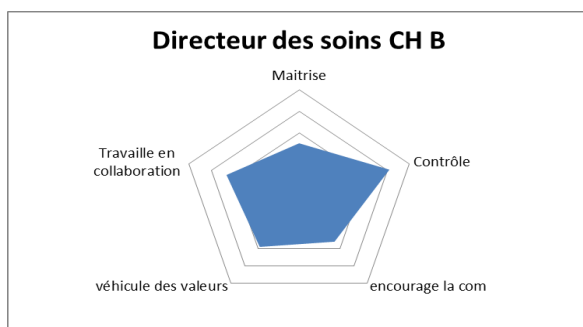 Directeur des soins CH B
Maitrise
Contrôle
Travaille en
collaboration
véhicule des valeurs
encourage la com